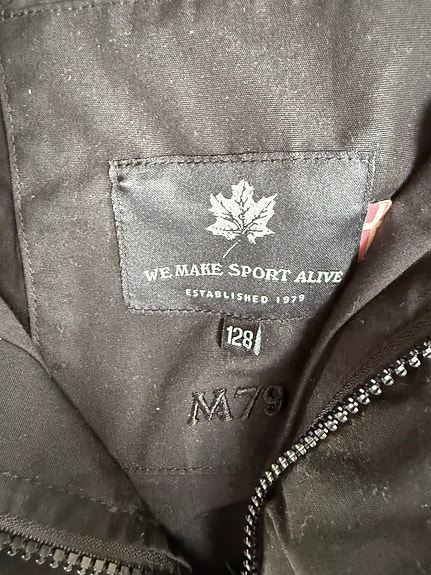 WE MAKE SPORT ALIVE
ESTABLISHED 1979
128
M79